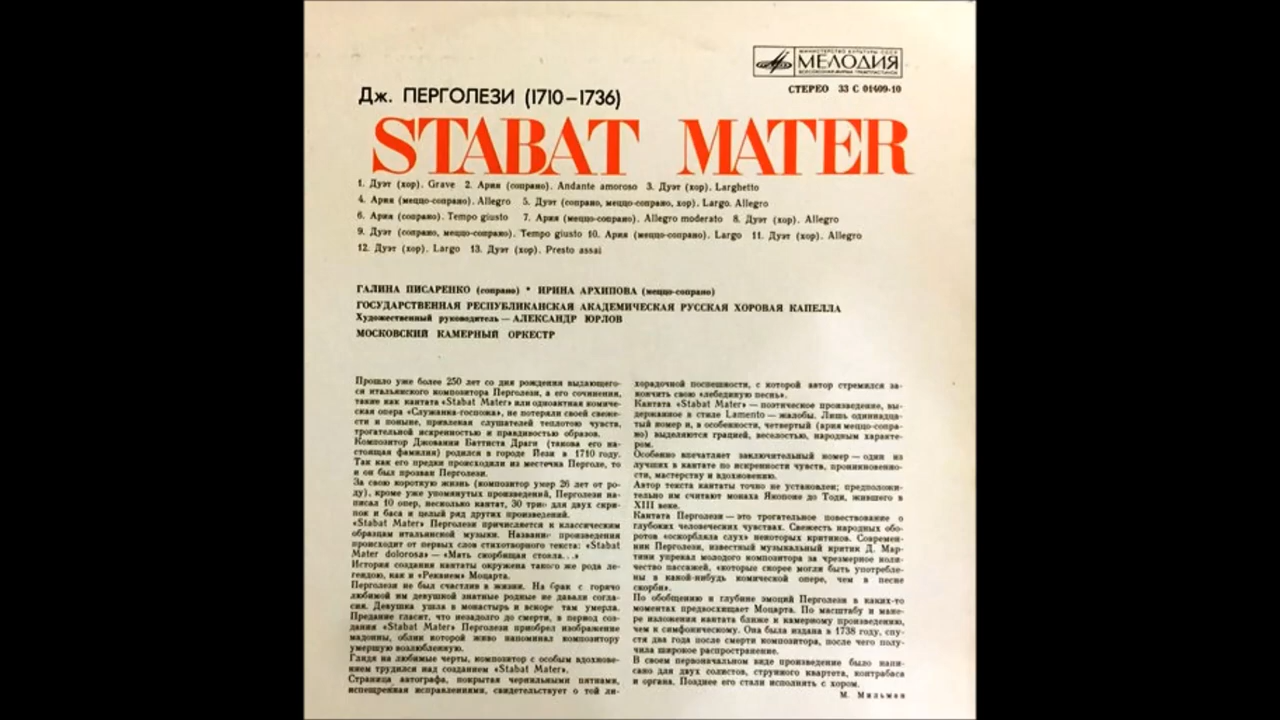 МИНИСТЕРСТВО КУЛЬТУРЫ СССР
МЕЛОДИЯ
ВСЕСОЮЗНАЯ ФИРМА ГРАМПЛАСТИНОК
СТЕРЕО 33 С 01409-10
Дж. ПЕРГОЛЕЗИ (1710–1736)
STABAT MATER
1. Дуэт (хор). Grave 2. Ария (сопрано). Andante amoroso 3. Дуэт (хор). Larghetto
4. Ария (меццо-сопрано). Allegro 5. Дуэт (сопрано, меццо-сопрано, хор). Largo. Allegro
6. Ария (сопрано). Tempo giusto 7. Ария (меццо-сопрано). Allegro moderato 8. Дуэт (хор). Allegro
9. Дуэт (сопрано, меццо-сопрано). Tempo giusto 10. Ария (меццо-сопрано). Largo 11. Дуэт (хор). Allegro
12. Дуэт (хор). Largo 13. Дуэт (хор). Presto assai
ГАЛИНА ПИСАРЕНКО (сопрано) * ИРИНА АРХИПОВА (меццо-сопрано)
ГОСУДАРСТВЕННАЯ РЕСПУБЛИКАНСКАЯ АКАДЕМИЧЕСКАЯ РУССКАЯ ХОРОВАЯ КАПЕЛЛА
Художественный руководитель — АЛЕКСАНДР ЮРЛОВ
МОСКОВСКИЙ КАМЕРНЫЙ ОРКЕСТР
Прошло уже более 250 лет со дня рождения выдающего-
ся итальянского композитора Перголези, а его сочинения,
такие как кантата «Stabat Mater» или одноактная комиче-
ская опера «Служанка-госпожа», не потеряли своей свеже-
сти и поныне, привлекая слушателей теплотою чувств,
трогательной искренностью и правдивостью образов.
Композитор Джованни Баттиста Драги (такова его на-
стоящая фамилия) родился в городе Йези в 1710 году.
Так как его предки происходили из местечка Перголе, то
и он был прозван Перголези.
За свою короткую жизнь (композитор умер 26 лет от ро-
ду), кроме уже упомянутых произведений, Перголези на-
писал 10 опер, несколько кантат, 30 трио для двух скри-
пок и баса и целый ряд других произведений.
«Stabat Mater» Перголези причисляется к классическим
образцам итальянской музыки. Название произведения
происходит от первых слов стихотворного текста: «Stabat
Mater dolorosa» — «Мать скорбящая стояла...»
История создания кантаты окружена такого же рода ле-
гендою, как и «Реквием» Моцарта.
Перголези не был счастлив в жизни. На брак с горячо
любимой им девушкой знатные родные не давали согла-
сия. Девушка ушла в монастырь и вскоре там умерла.
Предание гласит, что незадолго до смерти, в период соз-
дания «Stabat Mater» Перголези приобрел изображение
мадонны, облик которой живо напоминал композитору
умершую возлюбленную.
Глядя на любимые черты, композитор с особым вдохнове-
нием трудился над созданием «Stabat Mater».
Страница автографа, покрытая чернильными пятнами,
испещренная исправлениями, свидетельствует о той ли-
хорадочной поспешности, с которой автор стремился за-
кончить свою «лебединую песнь».
Кантата «Stabat Mater» — поэтическое произведение, вы-
держанное в стиле Lamento — жалобы. Лишь одиннадца-
тый номер и, в особенности, четвертый (ария меццо-сопра-
но) выделяются грацией, веселостью, народным характе-
ром.
Особенно впечатляет заключительный номер — один из
лучших в кантате по искренности чувств, проникновенно-
сти, мастерству и вдохновению.
Автор текста кантаты точно не установлен; предположи-
тельно им считают монаха Якопоне до Тоди, жившего в
XIII веке.
Кантата Перголези — это трогательное повествование о
глубоких человеческих чувствах. Свежесть народных обо-
ротов «оскорбляла слух» некоторых критиков. Современ-
ник Перголези, известный музыкальный критик Д. Мар-
тини упрекал молодого композитора за чрезмерное коли-
чество пассажей, «которые скорее могли быть употребле-
ны в какой-нибудь комической опере, чем в песне
скорби».
По обобщению и глубине эмоций Перголези в каких-то
моментах предвосхищает Моцарта. По масштабу и мане-
ре изложения кантата ближе к камерному произведению,
чем к симфоническому. Она была издана в 1738 году, спу-
стя два года после смерти композитора, после чего полу-
чила широкое распространение.
В своем первоначальном виде произведение было напи-
сано для двух солистов, струнного квартета, контрабаса
и органа. Позднее его стали исполнять с хором.
М. Мильман